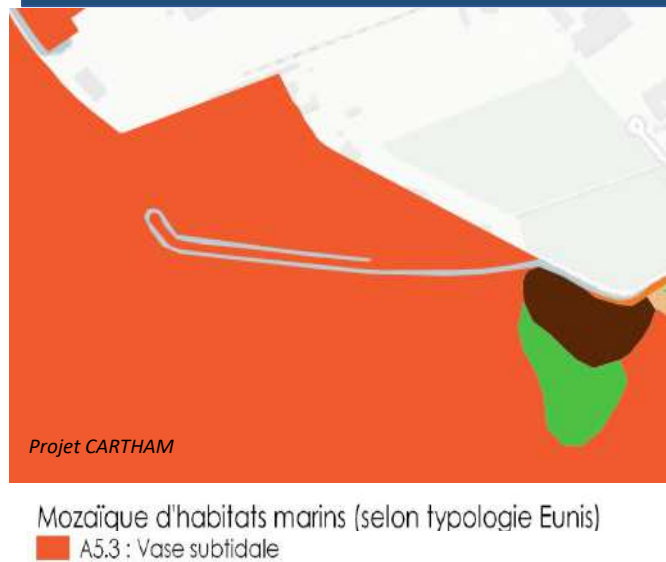 Projet CARTHAM
Mozaïque d'habitats marins (selon typologie Eunis)
A5.3 : Vase subtidale